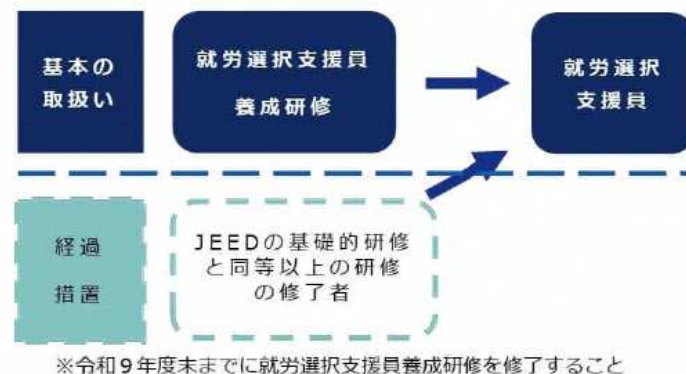 基本の
取扱い
就労選択支援員
養成研修
就労選択
支援員
経過
措置
JEEDの基礎的研修
と同等以上の研修
の修了者
※令和9年度末までに就労選択支援員養成研修を修了すること